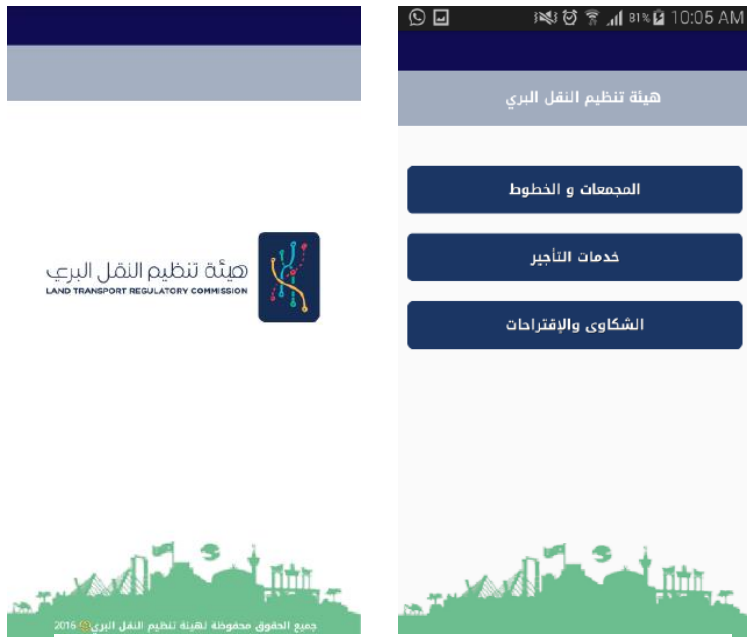 هيئة تنظيم النقل البري
LAND TRANSPORT REGULATORY COMMISSION
جميع الحقوق محفوظة لهيئة تنظيم النقل البري© 2016
81% 10:05 AM
هيئة تنظيم النقل البري
المجمعات و الخطوط
خدمات التأجير
الشكاوى والإقتراحات